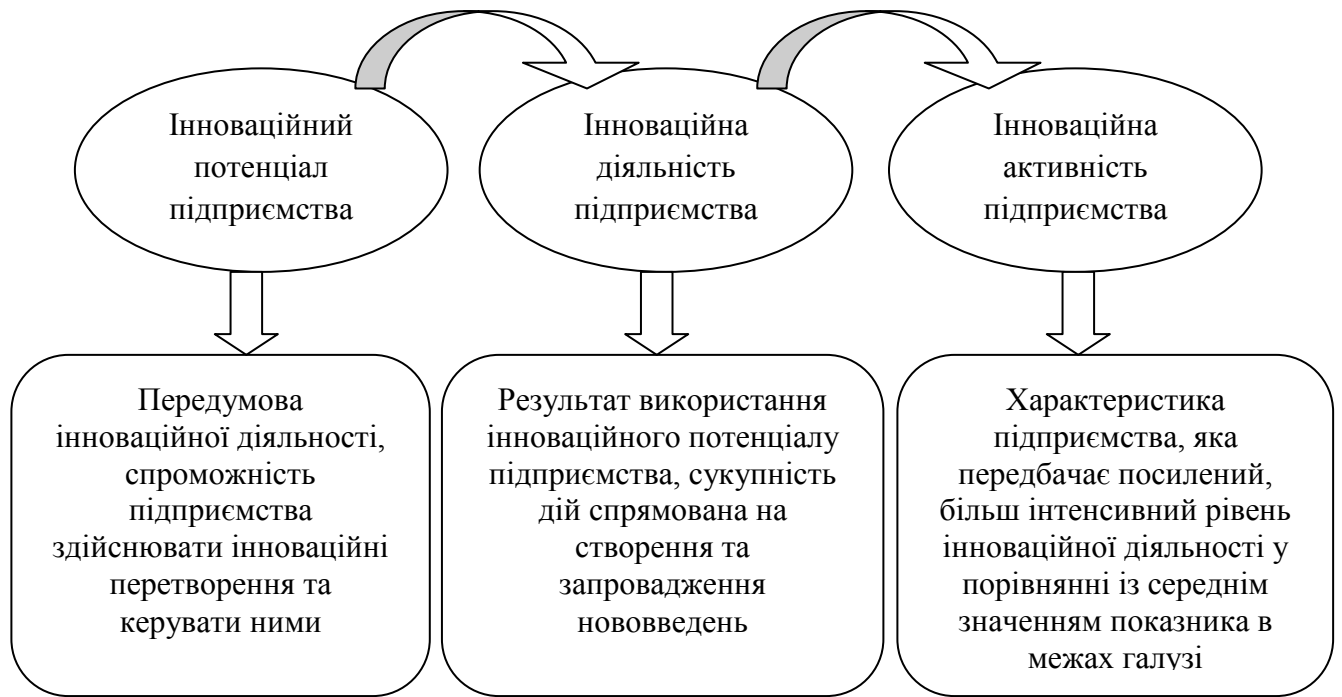 Інноваційний
потенціал
підприємства
Інноваційна
діяльність
підприємства
Інноваційна
активність
підприємства
Передумова
інноваційної діяльності,
спроможність
підприємства
здійснювати інноваційні
перетворення та
керувати ними
Результат використання
інноваційного потенціалу
підприємства, сукупність
дій спрямована на
створення та
запровадження
нововведень
Характеристика
підприємства, яка
передбачає посилений,
більш інтенсивний рівень
інноваційної діяльності у
порівнянні із середнім
значенням показника в
межах галузі